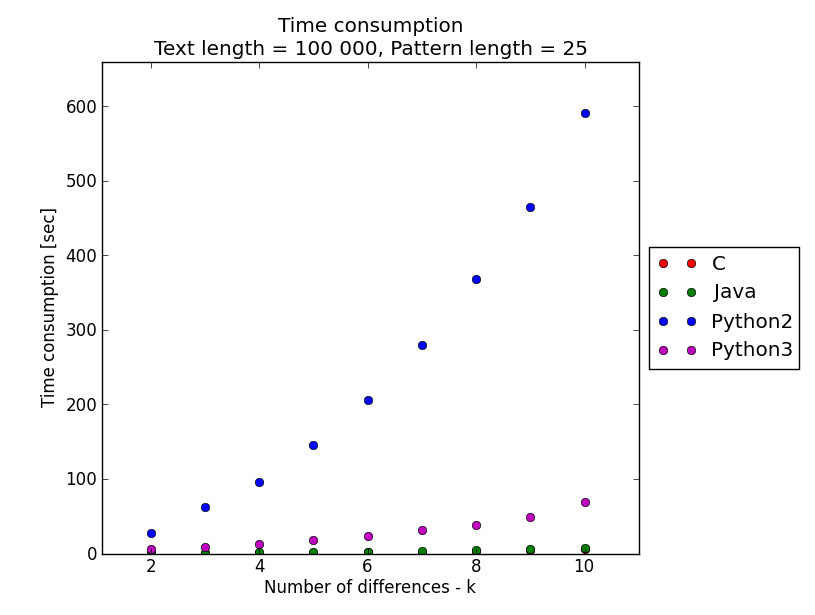 Time consumption
Text length = 100 000, Pattern length = 25
600
500
400
300
200
100
0
Time consumption [sec]
2 4 6 8 10
Number of differences - k
C
Java
Python2
Python3